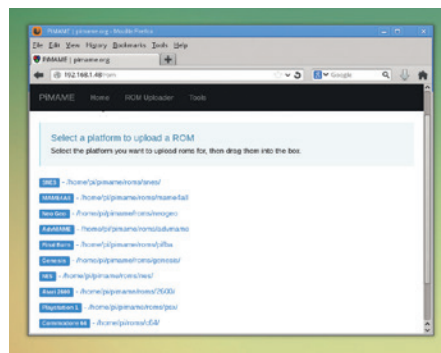 PiMAME | pimame.org - Mozilla Firefox
File Edit View History Bookmarks Tools Help
PiMAME | pimame.org
192.168.1.48
Google
PiMAME Home ROM Uploader Tools
Select a platform to upload a ROM
Select the platform you want to upload roms for, then drag them into the box.
SNES - /home/pi/pimame/roms/snes/
MAME4All - /home/pi/pimame/roms/mame4all
Neo Geo - /home/pi/pimame/roms/neogeo
AdvMAME - /home/pi/pimame/roms/advmame
Final Burn - /home/pi/pimame/roms/pifba
Genesis - /home/pi/pimame/roms/genesis/
NES - /home/pi/pimame/roms/nes/
Atari 2600 - /home/pi/pimame/roms/2600/
Playstation 1 - /home/pi/pimame/roms/psx/
Commodore 64 - /home/pi/roms/c64/